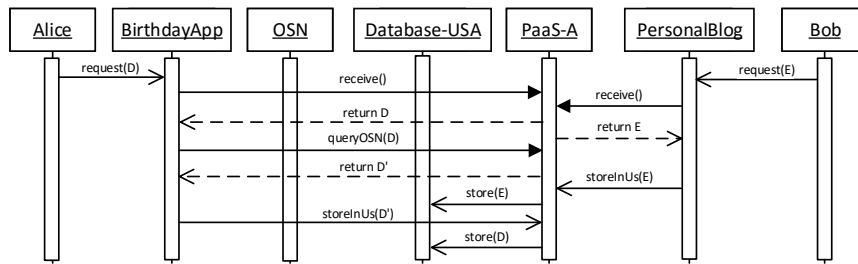 Alice
BirthdayApp
OSN
Database-USA
PaaS-A
PersonalBlog
Bob
request(D)
request(E)
receive()
receive()
return D
return E
queryOSN(D)
return D'
storeInUs(E)
store(E)
storeInUs(D')
store(D)